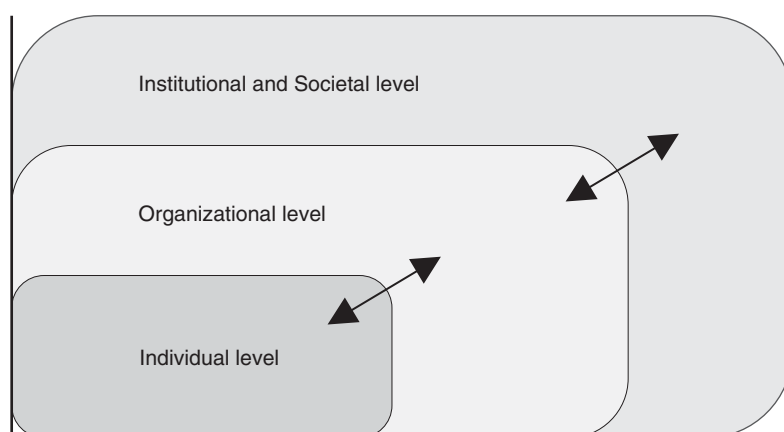 Institutional and Societal level
Organizational level
Individual level